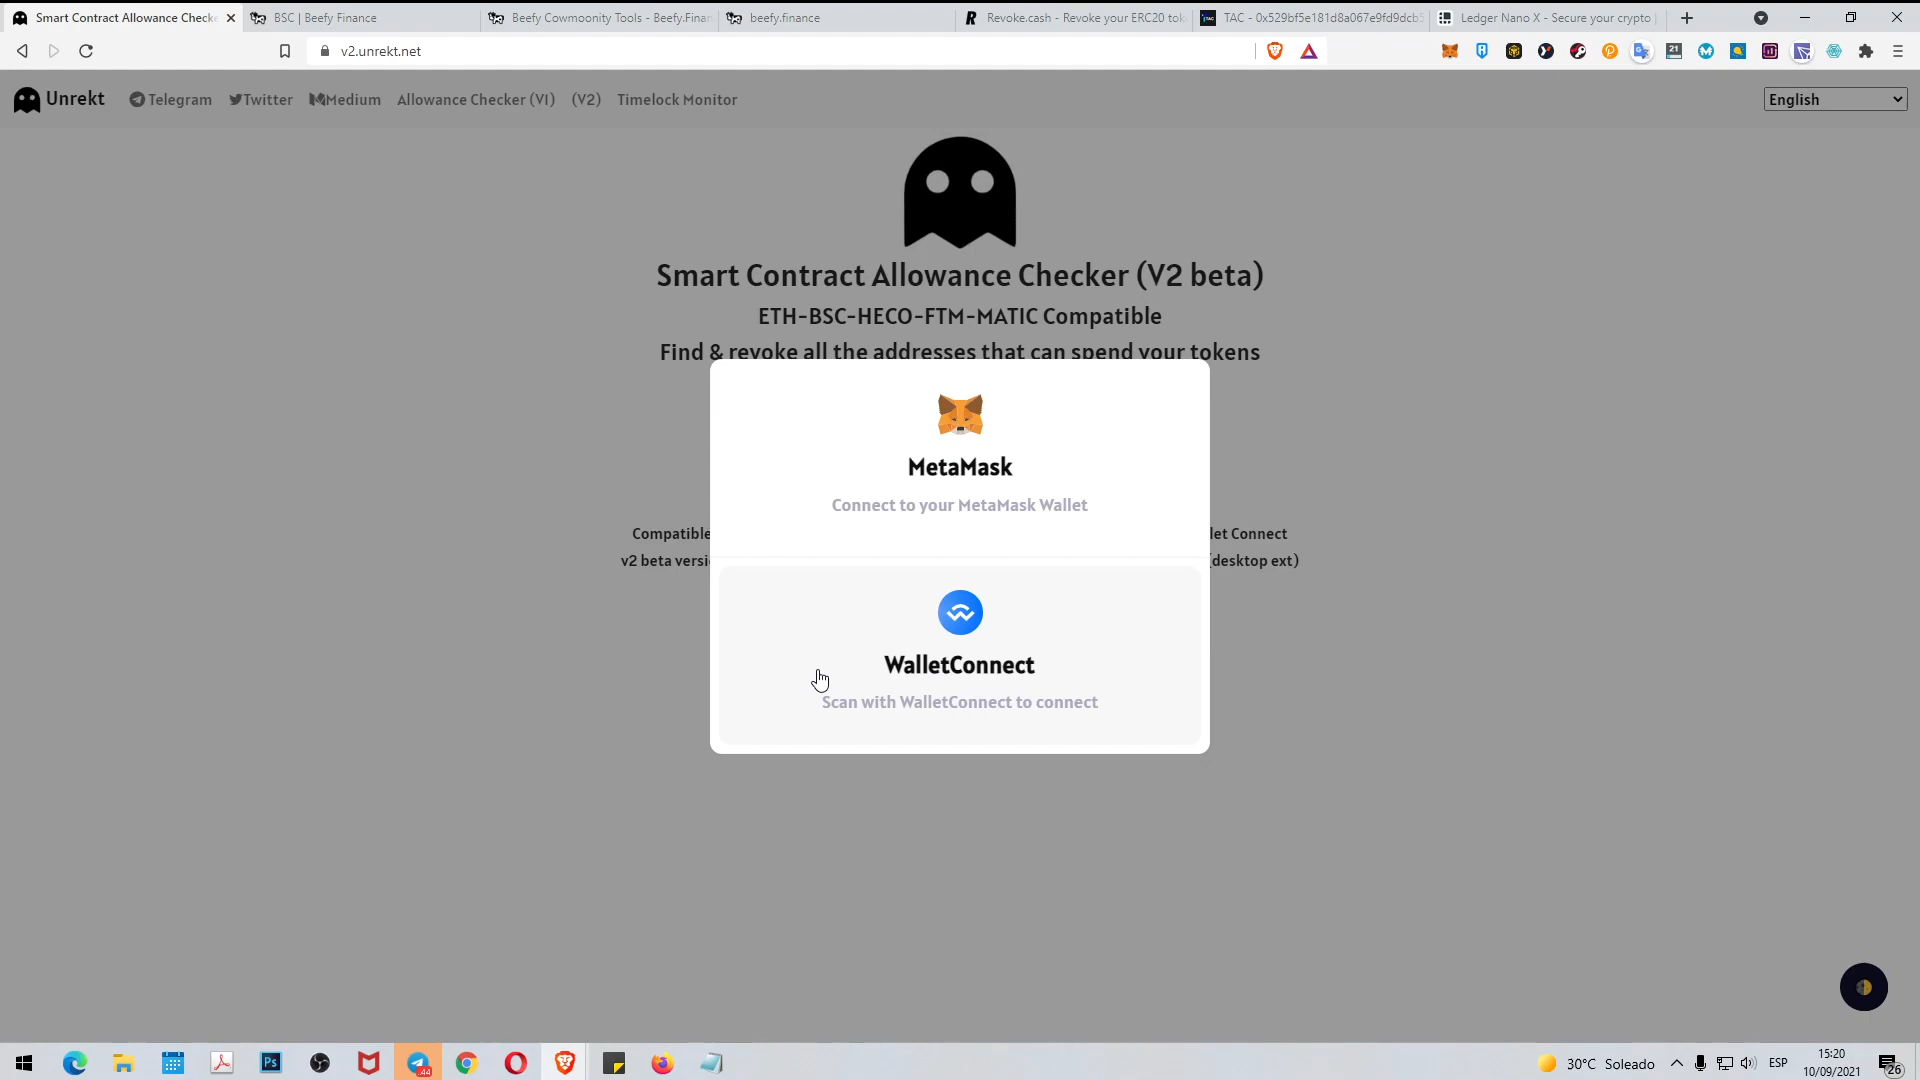 Smart Contract Allowance Checke
BSC | Beefy Finance
Beefy Cowmoonity Tools - Beefy.Finan
beefy.finance
Revoke.cash - Revoke your ERC20 tok
TAC - 0x529bf5e181d8a067e9fd9dcb5
Ledger Nano X - Secure your crypto
v2.unrekt.net
21
Unrekt
Telegram
Twitter
Medium
Allowance Checker (V1)
(V2)
Timelock Monitor
English
Smart Contract Allowance Checker (V2 beta)
ETH-BSC-HECO-FTM-MATIC Compatible
Find & revoke all the addresses that can spend your tokens
MetaMask
Connect to your MetaMask Wallet
Compatible
let Connect
v2 beta versi
(desktop ext)
WalletConnect
Scan with WalletConnect to connect
Ps
44
30°C Soleado
ESP
15:20
10/09/2021
26